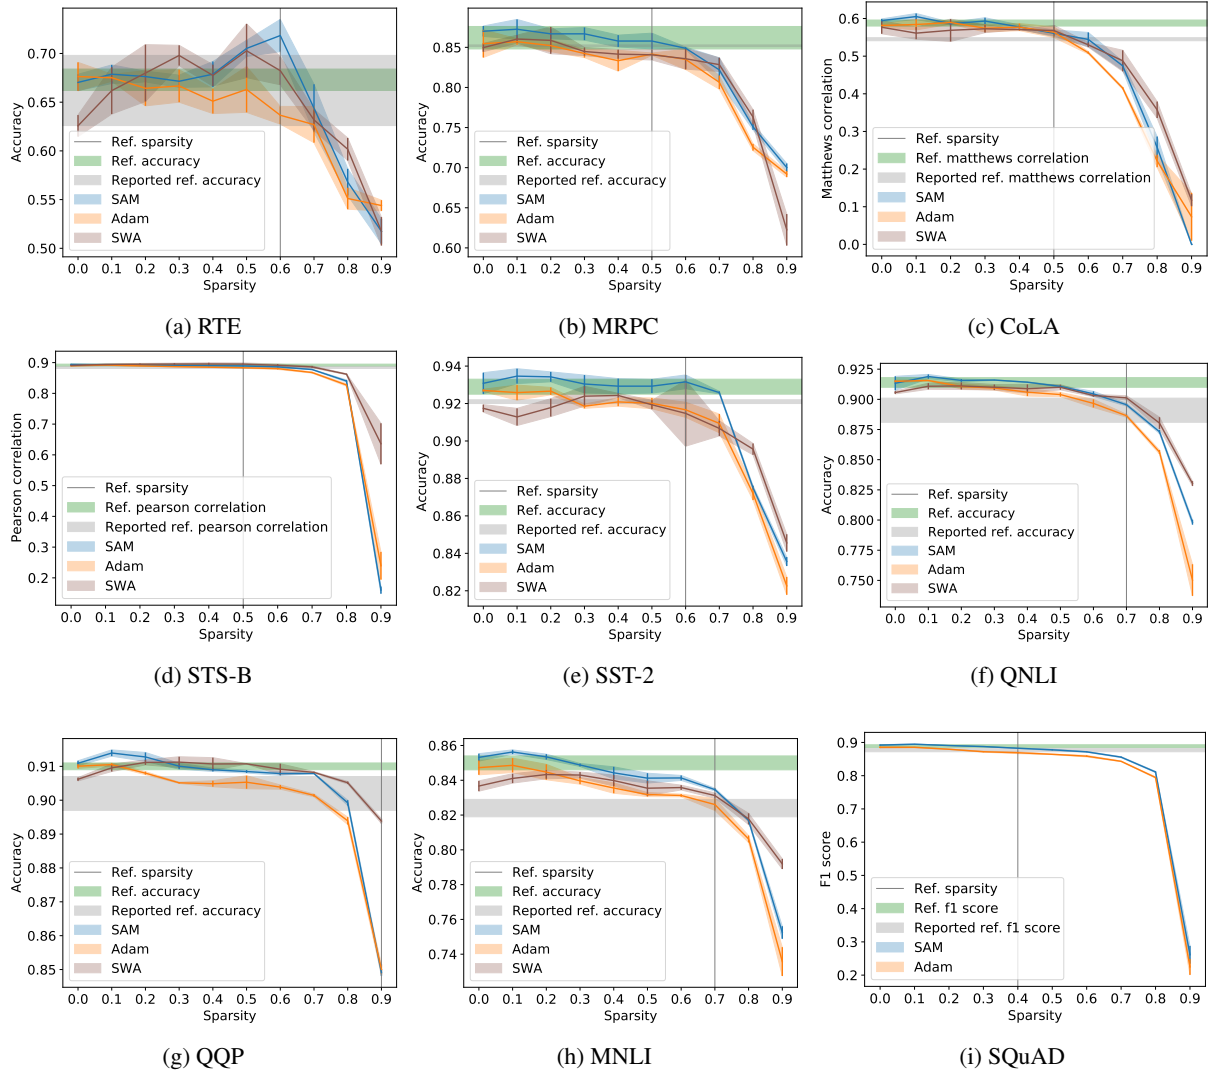 0.70
0.65
0.60
0.55
0.50
Accuracy
Ref. sparsity
Ref. accuracy
Reported ref. accuracy
SAM
Adam
SWA
0.0 0.1 0.2 0.3 0.4 0.5 0.6 0.7 0.8 0.9
Sparsity
(a) RTE
0.85
0.80
0.75
0.70
0.65
0.60
Accuracy
Ref. sparsity
Ref. accuracy
Reported ref. accuracy
SAM
Adam
SWA
0.0 0.1 0.2 0.3 0.4 0.5 0.6 0.7 0.8 0.9
Sparsity
(b) MRPC
0.6
0.5
0.4
0.3
0.2
0.1
0.0
Matthews correlation
Ref. sparsity
Ref. matthews correlation
Reported ref. matthews correlation
SAM
Adam
SWA
0.0 0.1 0.2 0.3 0.4 0.5 0.6 0.7 0.8 0.9
Sparsity
(c) CoLA
0.9
0.8
0.7
0.6
0.5
0.4
0.3
0.2
Pearson correlation
Ref. sparsity
Ref. pearson correlation
Reported ref. pearson correlation
SAM
Adam
SWA
0.0 0.1 0.2 0.3 0.4 0.5 0.6 0.7 0.8 0.9
Sparsity
(d) STS-B
0.94
0.92
0.90
0.88
0.86
0.84
0.82
Accuracy
Ref. sparsity
Ref. accuracy
Reported ref. accuracy
SAM
Adam
SWA
0.0 0.1 0.2 0.3 0.4 0.5 0.6 0.7 0.8 0.9
Sparsity
(e) SST-2
0.925
0.900
0.875
0.850
0.825
0.800
0.775
0.750
Accuracy
Ref. sparsity
Ref. accuracy
Reported ref. accuracy
SAM
Adam
SWA
0.0 0.1 0.2 0.3 0.4 0.5 0.6 0.7 0.8 0.9
Sparsity
(f) QNLI
0.91
0.90
0.89
0.88
0.87
0.86
0.85
Accuracy
Ref. sparsity
Ref. accuracy
Reported ref. accuracy
SAM
Adam
SWA
0.0 0.1 0.2 0.3 0.4 0.5 0.6 0.7 0.8 0.9
Sparsity
(g) QQP
0.86
0.84
0.82
0.80
0.78
0.76
0.74
Accuracy
Ref. sparsity
Ref. accuracy
Reported ref. accuracy
SAM
Adam
SWA
0.0 0.1 0.2 0.3 0.4 0.5 0.6 0.7 0.8 0.9
Sparsity
(h) MNLI
0.9
0.8
0.7
0.6
0.5
0.4
0.3
0.2
F1 score
Ref. sparsity
Ref. f1 score
Reported ref. f1 score
SAM
Adam
0.0 0.1 0.2 0.3 0.4 0.5 0.6 0.7 0.8 0.9
Sparsity
(i) SQuAD